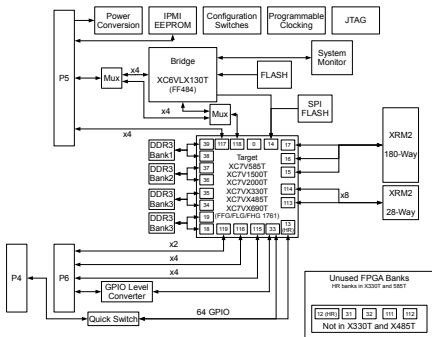 Power
Conversion
IPMI
EEPROM
Configuration
Switches
Programmable
Clocking
JTAG
P5
Bridge
XC6VLX130T
(FF484)
System
Monitor
FLASH
x4
Mux
x4
x4
Mux
SPI
FLASH
x4
DDR3
Bank1
DDR3
Bank2
DDR3
Bank3
DDR3
Bank3
39
117
118
0
14
17
38
16
37
15
36
35
114
34
113
19
18
119
116
115
33
13
(HR)
Target
XC7V585T
XC7V1500T
XC7V2000T
XC7VX330T
XC7VX485T
XC7VX690T
(FFG/FLG/FHG 1761)
XRM2
180-Way
x8
XRM2
28-Way
P4
P6
x2
x4
x4
GPIO Level
Converter
Quick Switch
64 GPIO
Unused FPGA Banks
HR banks in X330T and 585T
12 (HR)
31
32
111
112
Not in X330T and X485T